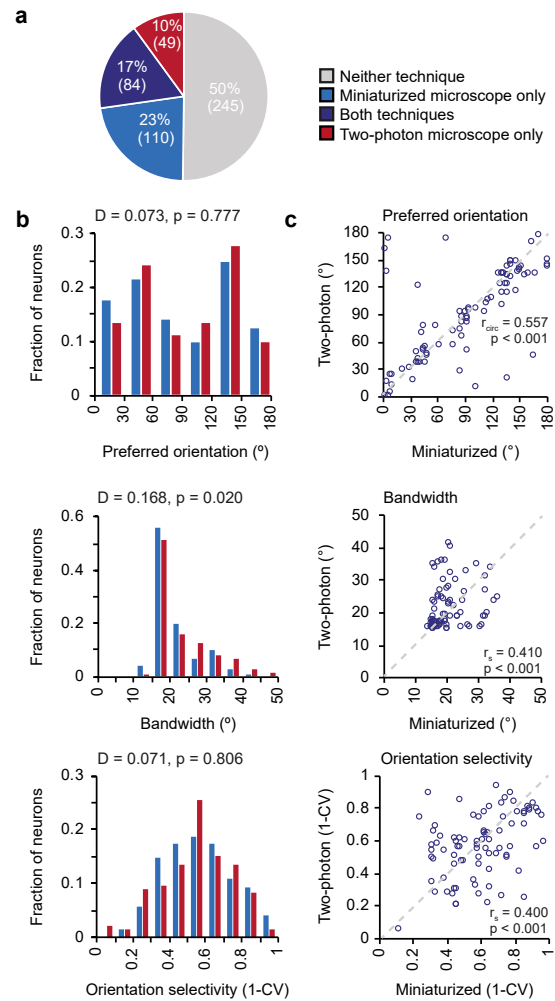 a
10%
(49)
17%
(84)
50%
(245)
23%
(110)
Neither technique
Miniaturized microscope only
Both techniques
Two-photon microscope only
b
D = 0.073, p = 0.777
0.3
0.2
0.1
0
Fraction of neurons
0
30
60
90
120
150
180
Preferred orientation (º)
c
Preferred orientation
180
150
120
90
60
30
0
Two-photon (°)
r circ = 0.557
p < 0.001
0
30
60
90
120
150
180
Miniaturized (°)
D = 0.168, p = 0.020
0.6
0.4
0.2
0
Fraction of neurons
0
10
20
30
40
50
Bandwidth (º)
Bandwidth
50
40
30
20
10
0
Two-photon (°)
r s = 0.410
p < 0.001
0
10
20
30
40
50
Miniaturized (°)
D = 0.071, p = 0.806
0.3
0.2
0.1
0
Fraction of neurons
0
0.2
0.4
0.6
0.8
1
Orientation selectivity (1-CV)
Orientation selectivity
1
0.8
0.6
0.4
0.2
0
Two-photon (1-CV)
r s = 0.400
p < 0.001
0.2
0.4
0.6
0.8
1
Miniaturized (1-CV)